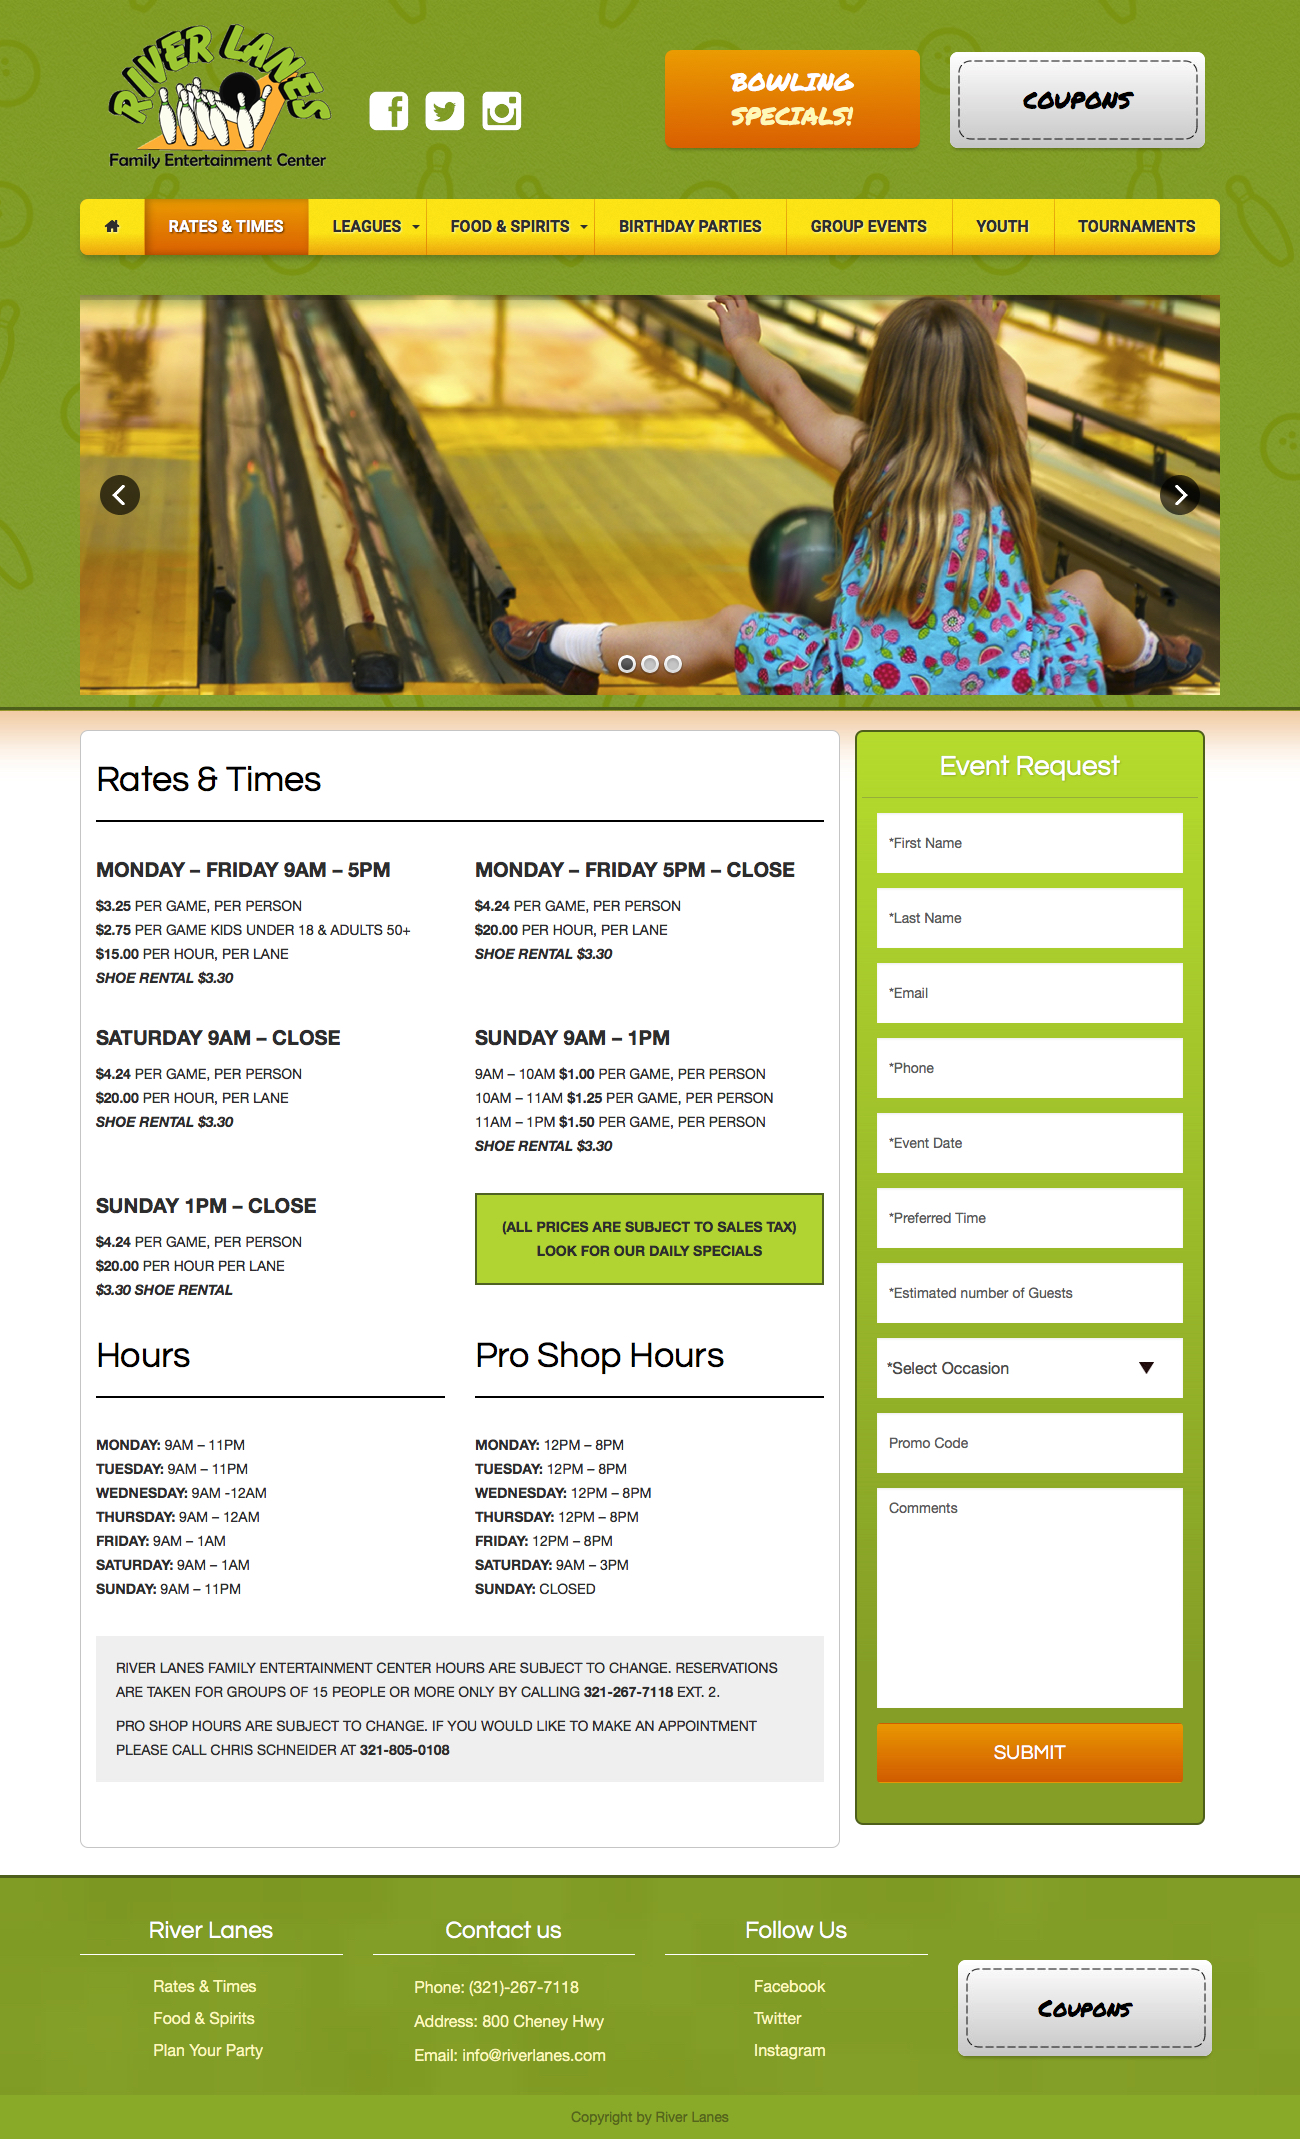 RIVER LANES
Family Entertainment Center
BOWLING
SPECIALS!
COUPONS
RATES & TIMES
LEAGUES
FOOD & SPIRITS
BIRTHDAY PARTIES
GROUP EVENTS
YOUTH
TOURNAMENTS
Rates & Times
MONDAY – FRIDAY 9AM – 5PM
$3.25 PER GAME, PER PERSON
$2.75 PER GAME KIDS UNDER 18 & ADULTS 50+
$15.00 PER HOUR, PER LANE
SHOE RENTAL $3.30
MONDAY – FRIDAY 5PM – CLOSE
$4.24 PER GAME, PER PERSON
$20.00 PER HOUR, PER LANE
SHOE RENTAL $3.30
SATURDAY 9AM – CLOSE
$4.24 PER GAME, PER PERSON
$20.00 PER HOUR, PER LANE
SHOE RENTAL $3.30
SUNDAY 9AM – 1PM
9AM – 10AM $1.00 PER GAME, PER PERSON
10AM – 11AM $1.25 PER GAME, PER PERSON
11AM – 1PM $1.50 PER GAME, PER PERSON
SHOE RENTAL $3.30
SUNDAY 1PM – CLOSE
$4.24 PER GAME, PER PERSON
$20.00 PER HOUR PER LANE
$3.30 SHOE RENTAL
(ALL PRICES ARE SUBJECT TO SALES TAX)
LOOK FOR OUR DAILY SPECIALS
Hours
MONDAY: 9AM – 11PM
TUESDAY: 9AM – 11PM
WEDNESDAY: 9AM -12AM
THURSDAY: 9AM – 12AM
FRIDAY: 9AM – 1AM
SATURDAY: 9AM – 1AM
SUNDAY: 9AM – 11PM
Pro Shop Hours
MONDAY: 12PM – 8PM
TUESDAY: 12PM – 8PM
WEDNESDAY: 12PM – 8PM
THURSDAY: 12PM – 8PM
FRIDAY: 12PM – 8PM
SATURDAY: 9AM – 3PM
SUNDAY: CLOSED
RIVER LANES FAMILY ENTERTAINMENT CENTER HOURS ARE SUBJECT TO CHANGE. RESERVATIONS
ARE TAKEN FOR GROUPS OF 15 PEOPLE OR MORE ONLY BY CALLING 321-267-7118 EXT. 2.
PRO SHOP HOURS ARE SUBJECT TO CHANGE. IF YOU WOULD LIKE TO MAKE AN APPOINTMENT
PLEASE CALL CHRIS SCHNEIDER AT 321-805-0108
Event Request
*First Name
*Last Name
*Email
*Phone
*Event Date
*Preferred Time
*Estimated number of Guests
*Select Occasion
Promo Code
Comments
SUBMIT
River Lanes
Rates & Times
Food & Spirits
Plan Your Party
Contact us
Phone: (321)-267-7118
Address: 800 Cheney Hwy
Email: info@riverlanes.com
Follow Us
Facebook
Twitter
Instagram
Coupons
Copyright by River Lanes